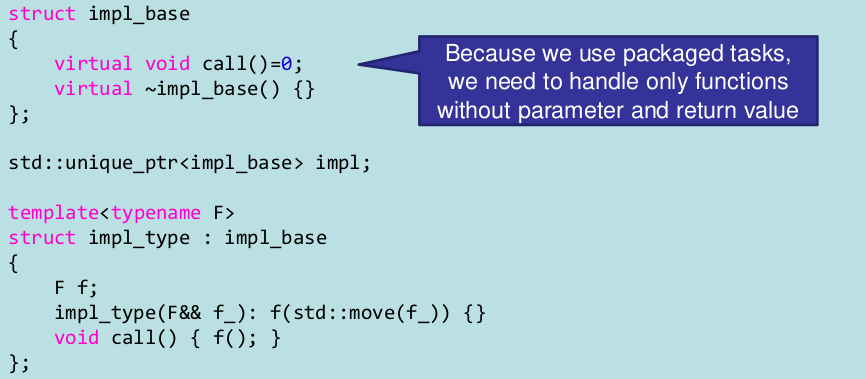 struct impl_base
{
    virtual void call()=0;
    virtual ~impl_base() {}
};
Because we use packaged tasks,
we need to handle only functions
without parameter and return value
std::unique_ptr<impl_base> impl;
template<typename F>
struct impl_type : impl_base
{
    F f;
    impl_type(F&& f_): f(std::move(f_)) {}
    void call() { f(); }
};